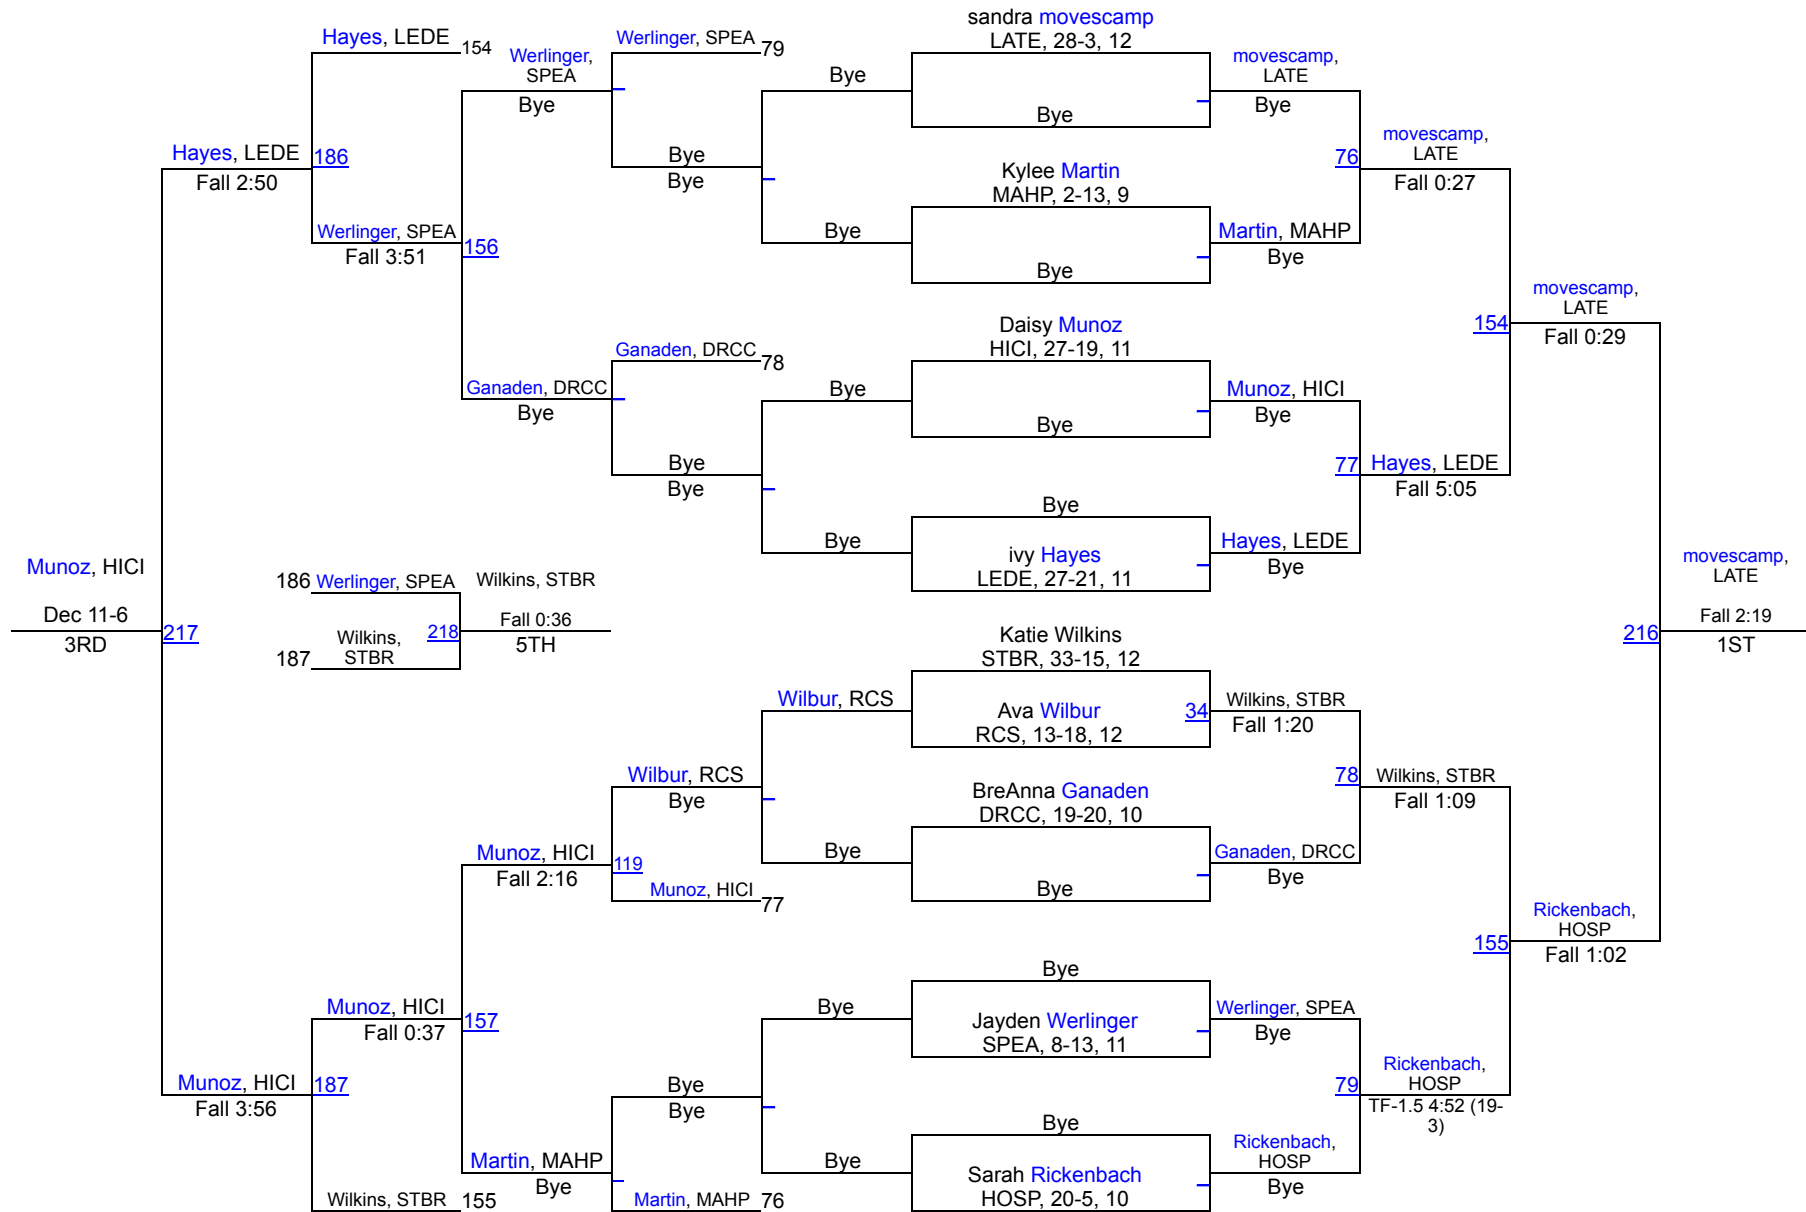 sandra movescamp
LATE, 28-3, 12
Bye
Kylee Martin
MAHP, 2-13, 9
Bye
Daisy Munoz
HICI, 27-19, 11
Bye
Bye
ivy Hayes
LEDE, 27-21, 11
Katie Wilkins
STBR, 33-15, 12
Ava Wilbur
RCS, 13-18, 12
34
BreAnna Ganaden
DRCC, 19-20, 10
Bye
Bye
Jayden Werlinger
SPEA, 8-13, 11
Bye
Sarah Rickenbach
HOSP, 20-5, 10
movescamp,
LATE
Bye
76
Martin, MAHP
Bye
Munoz, HICI
Bye
77
Hayes, LEDE
Bye
Wilkins, STBR
Fall 1:20
78
Ganaden, DRCC
Bye
Werlinger, SPEA
Bye
79
Rickenbach,
HOSP
Bye
movescamp,
LATE
Fall 0:27
154
Hayes, LEDE
Fall 5:05
Wilkins, STBR
Fall 1:09
155
Rickenbach,
HOSP
TF-1.5 4:52 (19-
3)
movescamp,
LATE
Fall 0:29
216
Rickenbach,
HOSP
Fall 1:02
movescamp,
LATE
Fall 2:19
1ST
Bye
Bye
Bye
Bye
Wilbur, RCS
Bye
Bye
Bye
Werlinger, SPEA
79
Bye
Bye
Ganaden, DRCC
78
Bye
Bye
Wilbur, RCS
Bye
119
Munoz, HICI
77
Bye
Bye
Martin, MAHP
76
Werlinger,
SPEA
Bye
156
Ganaden, DRCC
Bye
Munoz, HICI
Fall 2:16
157
Martin, MAHP
Bye
Hayes, LEDE
154
186
Werlinger, SPEA
Fall 3:51
Munoz, HICI
Fall 0:37
187
Wilkins, STBR
155
Hayes, LEDE
Fall 2:50
217
Munoz, HICI
Fall 3:56
Munoz, HICI
Dec 11-6
3RD
186
Werlinger, SPEA
187
Wilkins,
STBR
218
Wilkins, STBR
Fall 0:36
5TH